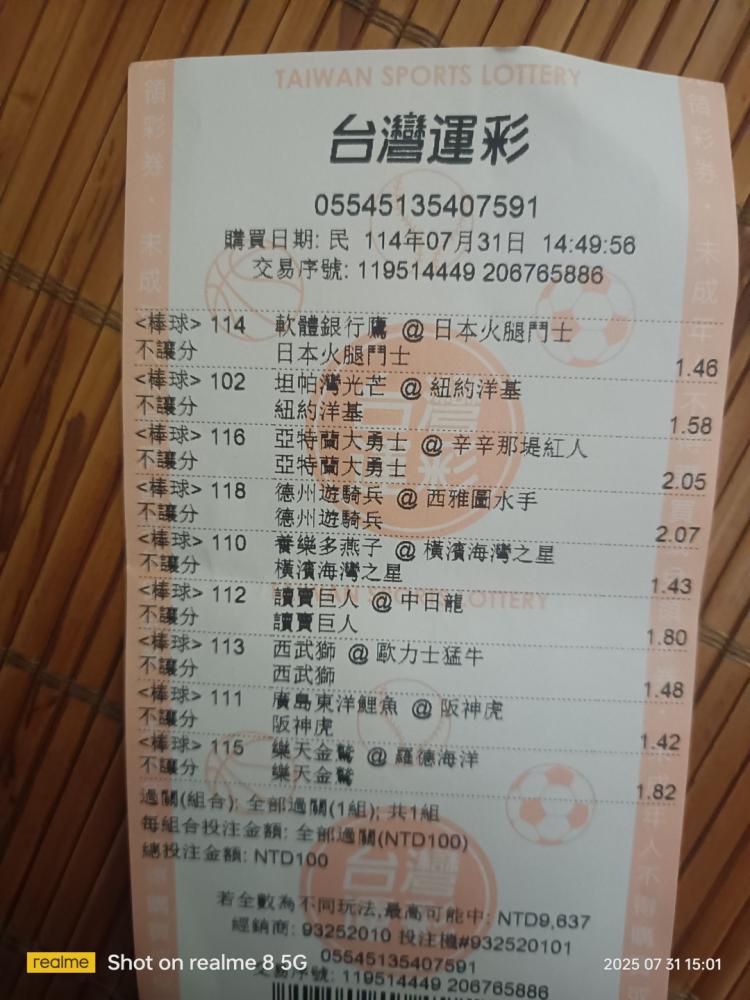 TAIWAN SPORTS LOTTERY
台灣運彩
05545135407591
購買日期: 民 114年07月31日 14:49:56
交易序號: 119514449 206765886
<棒球> 114 軟體銀行鷹 @ 日本火腿鬥士
不讓分 日本火腿鬥士 1.46
<棒球> 102 坦帕灣光芒 @ 紐約洋基
不讓分 紐約洋基 1.58
<棒球> 116 亞特蘭大勇士 @ 辛辛那堤紅人
不讓分 亞特蘭大勇士 2.05
<棒球> 118 德州遊騎兵 @ 西雅圖水手
不讓分 德州遊騎兵 2.07
<棒球> 110 養樂多燕子 @ 橫濱海灣之星
不讓分 橫濱海灣之星 1.43
<棒球> 112 讀賣巨人 @ 中日龍
不讓分 讀賣巨人 1.80
<棒球> 113 西武獅 @ 歐力士猛牛
不讓分 西武獅 1.48
<棒球> 111 廣島東洋鯉魚 @ 阪神虎
不讓分 阪神虎 1.42
<棒球> 115 樂天金鷲 @ 羅德海洋
不讓分 樂天金鷲 1.82
過關(組合): 全部過關(1組); 共1組
每組合投注金額: 全部過關(NTD100)
總投注金額: NTD100
若全數為不同玩法,最高可能中: NTD9,637
經銷商: 93252010 投注機#932520101
05545135407591
交易序號: 119514449 206765886
realme Shot on realme 8 5G
2025 07 31 15:01